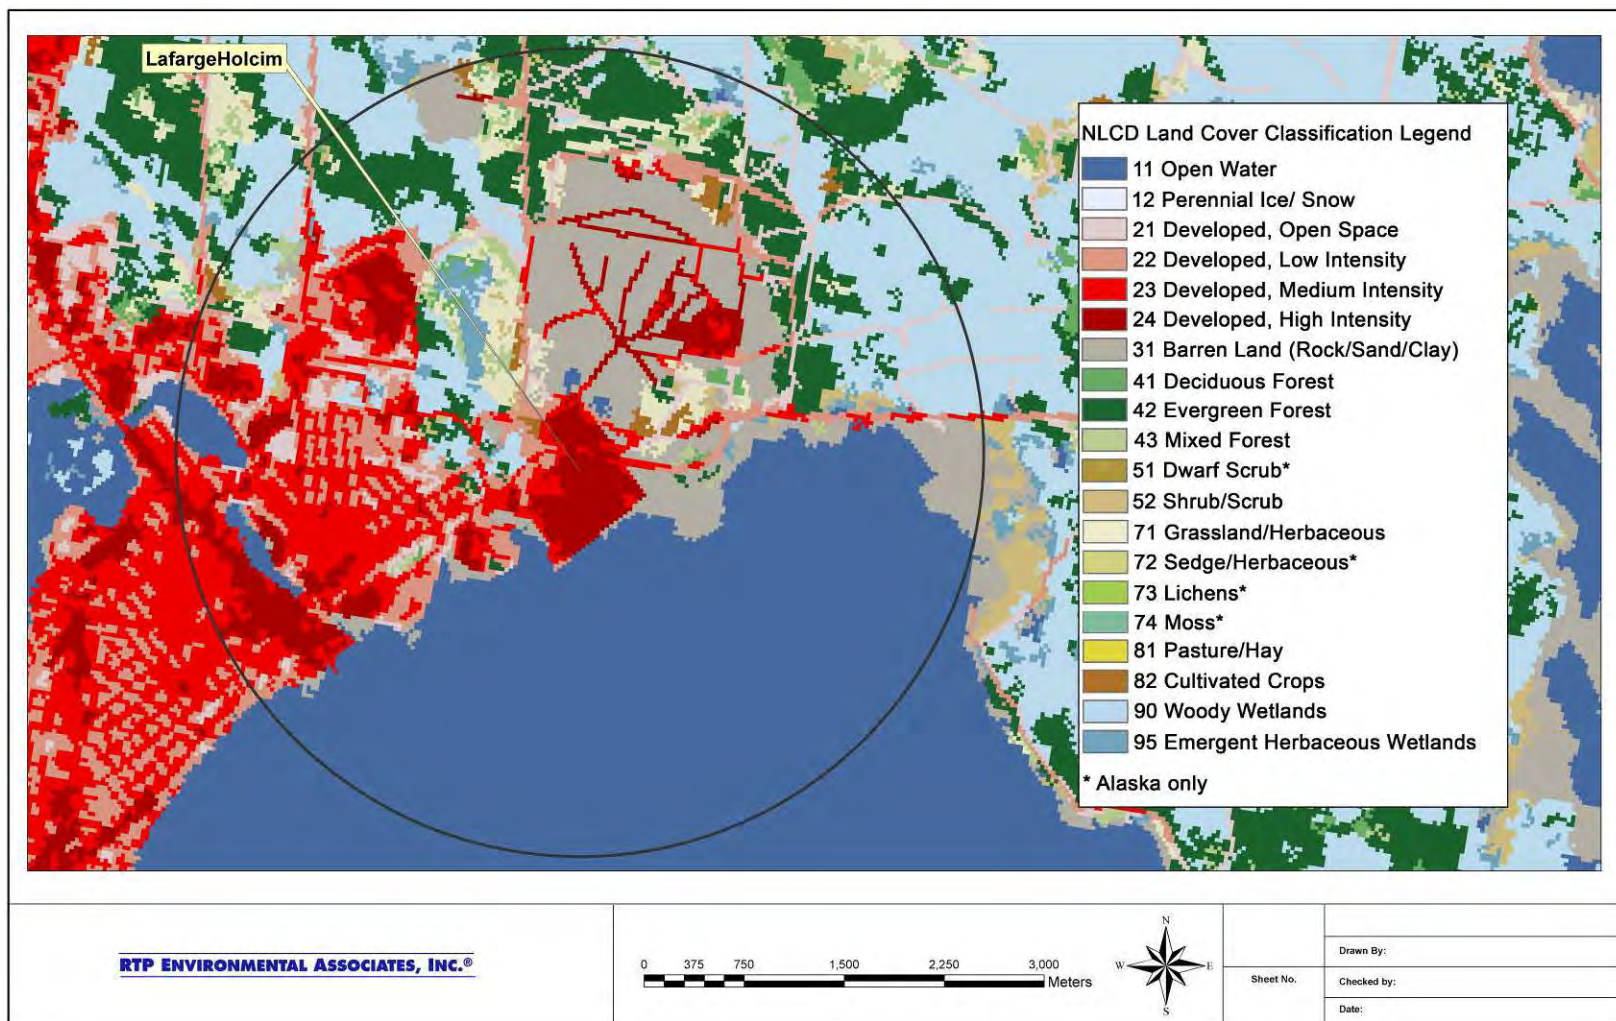 LafargeHolcim
NLCD Land Cover Classification Legend
11 Open Water
12 Perennial Ice/ Snow
21 Developed, Open Space
22 Developed, Low Intensity
23 Developed, Medium Intensity
24 Developed, High Intensity
31 Barren Land (Rock/Sand/Clay)
41 Deciduous Forest
42 Evergreen Forest
43 Mixed Forest
51 Dwarf Scrub*
52 Shrub/Scrub
71 Grassland/Herbaceous
72 Sedge/Herbaceous*
73 Lichens*
74 Moss*
81 Pasture/Hay
82 Cultivated Crops
90 Woody Wetlands
95 Emergent Herbaceous Wetlands
* Alaska only
RTP ENVIRONMENTAL ASSOCIATES, INC.®
0 375 750 1,500 2,250 3,000
Meters
N
W E
S
Sheet No.
Drawn By:
Checked by:
Date: